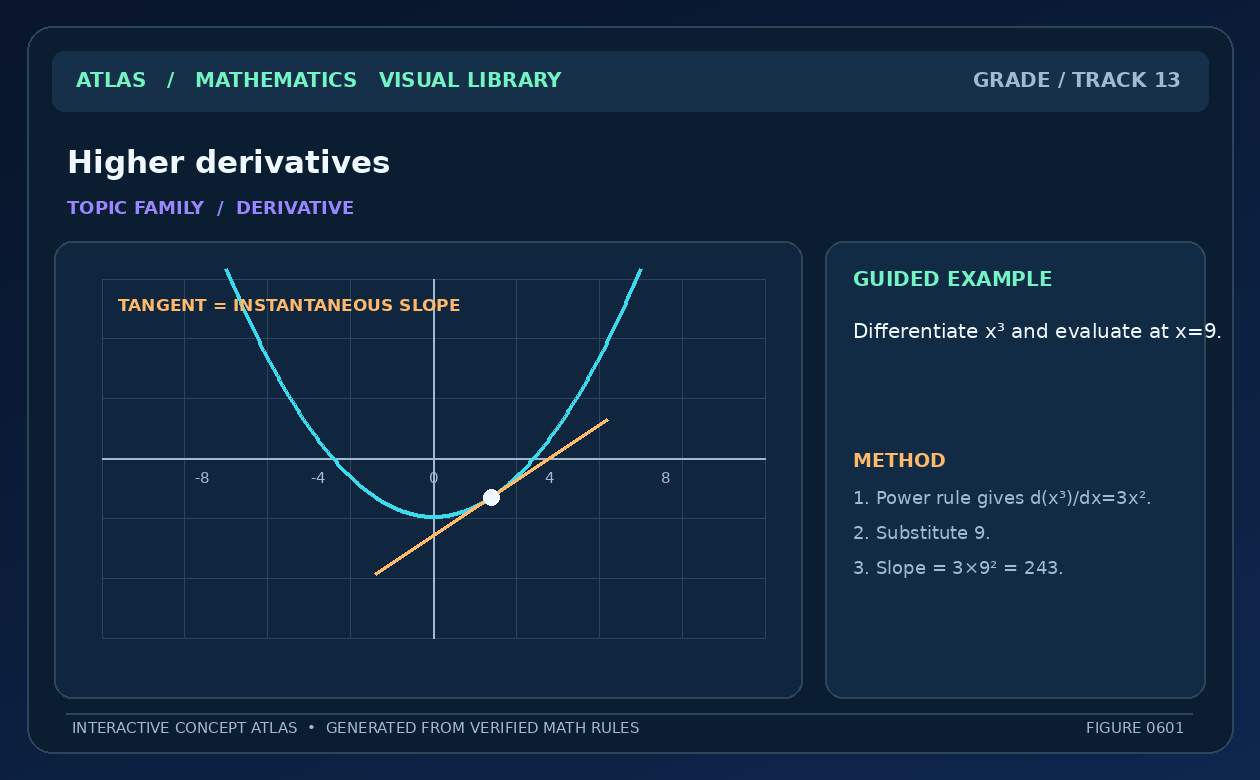 ATLAS / MATHEMATICS VISUAL LIBRARY
GRADE / TRACK 13
Higher derivatives
TOPIC FAMILY / DERIVATIVE
TANGENT = INSTANTANEOUS SLOPE
-8 -4 0 4 8
GUIDED EXAMPLE
Differentiate x³ and evaluate at x=9.
METHOD
1. Power rule gives d(x³)/dx=3x².
2. Substitute 9.
3. Slope = 3×9² = 243.
INTERACTIVE CONCEPT ATLAS • GENERATED FROM VERIFIED MATH RULES
FIGURE 0601